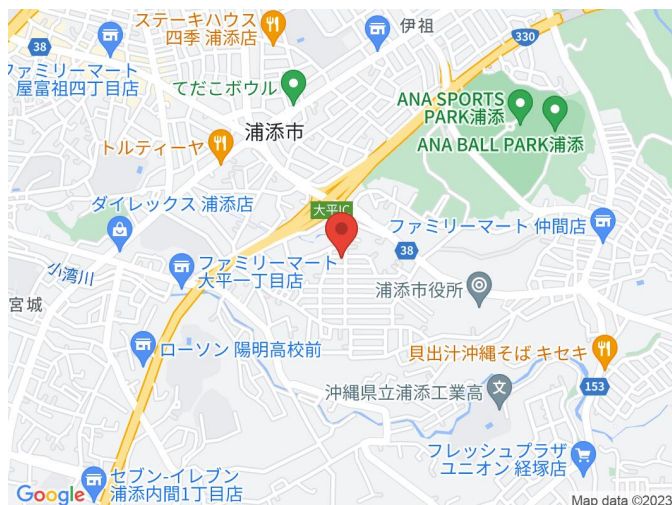 ステーキハウス
四季 浦添店
伊祖
38
330
ファミリーマート
屋富祖四丁目店
てだこボウル
ANA SPORTS
PARK浦添
浦添市
ANA BALL PARK浦添
トルティーヤ
ダイレックス 浦添店
大平IC
ファミリーマート 仲間店
38
小湾川
ファミリーマート
大平一丁目店
浦添市役所
宮城
ローソン 陽明高校前
貝出汁沖縄そば キセキ
153
沖縄県立浦添工業高
文
フレッシュプラザ
ユニオン 経塚店
セブン-イレブン
浦添内間1丁目店
Google
Map data ©2023